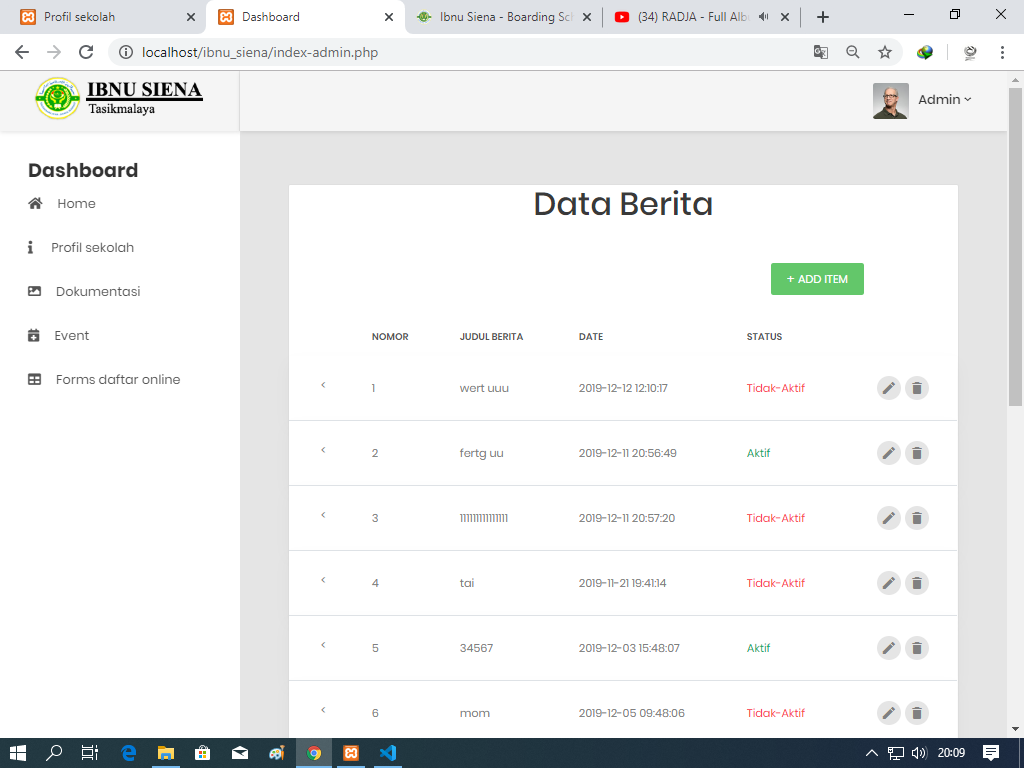 Profil sekolah
Dashboard
Ibnu Siena - Boarding Sch
(34) RADJA - Full Alb
localhost/ibnu_siena/index-admin.php
IBNU SIENA
Tasikmalaya
Admin
Dashboard
Home
Profil sekolah
Dokumentasi
Event
Forms daftar online
Data Berita
+ ADD ITEM
NOMOR JUDUL BERITA DATE STATUS
1 wert uuu 2019-12-12 12:10:17 Tidak-Aktif
2 fertg uu 2019-12-11 20:56:49 Aktif
3 2019-12-11 20:57:20 Tidak-Aktif
4 tai 2019-11-21 19:41:14 Tidak-Aktif
5 34567 2019-12-03 15:48:07 Aktif
6 mom 2019-12-05 09:48:06 Tidak-Aktif
20:09